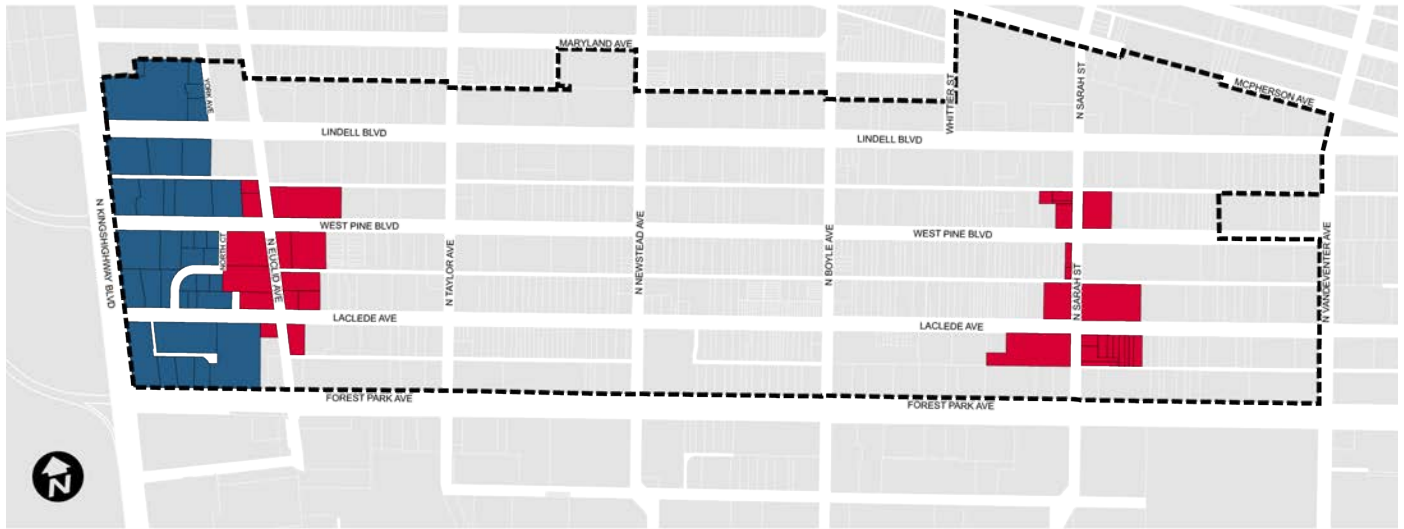 MARYLAND AVE
YORK AVE
WHITTIER ST
N SARAH ST
MCPHERSON AVE
LINDELL BLVD
LINDELL BLVD
N KINGSHIGHWAY BLVD
WEST PINE BLVD
WEST PINE BLVD
NORTH CT
N EUCLID AVE
N TAYLOR AVE
N NEWSTEAD AVE
N BOYLE AVE
N SARAH ST
N VANDEVENTER AVE
LACLEDE AVE
LACLEDE AVE
FOREST PARK AVE
FOREST PARK AVE
N